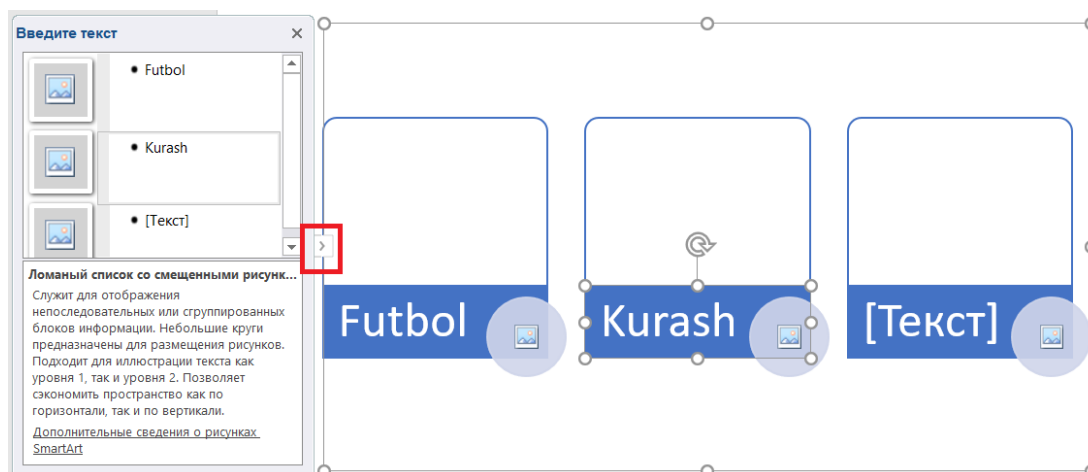 Введите текст
Futbol
Kurash
[Текст]
Ломаный список со смещенными рисунк...
Служит для отображения
непоследовательных или сгруппированных
блоков информации. Небольшие круги
предназначены для размещения рисунков.
Подходит для иллюстрации текста как
уровня 1, так и уровня 2. Позволяет
сэкономить пространство как по
горизонтали, так и по вертикали.
Дополнительные сведения о рисунках
SmartArt
Futbol
Kurash
[Текст]